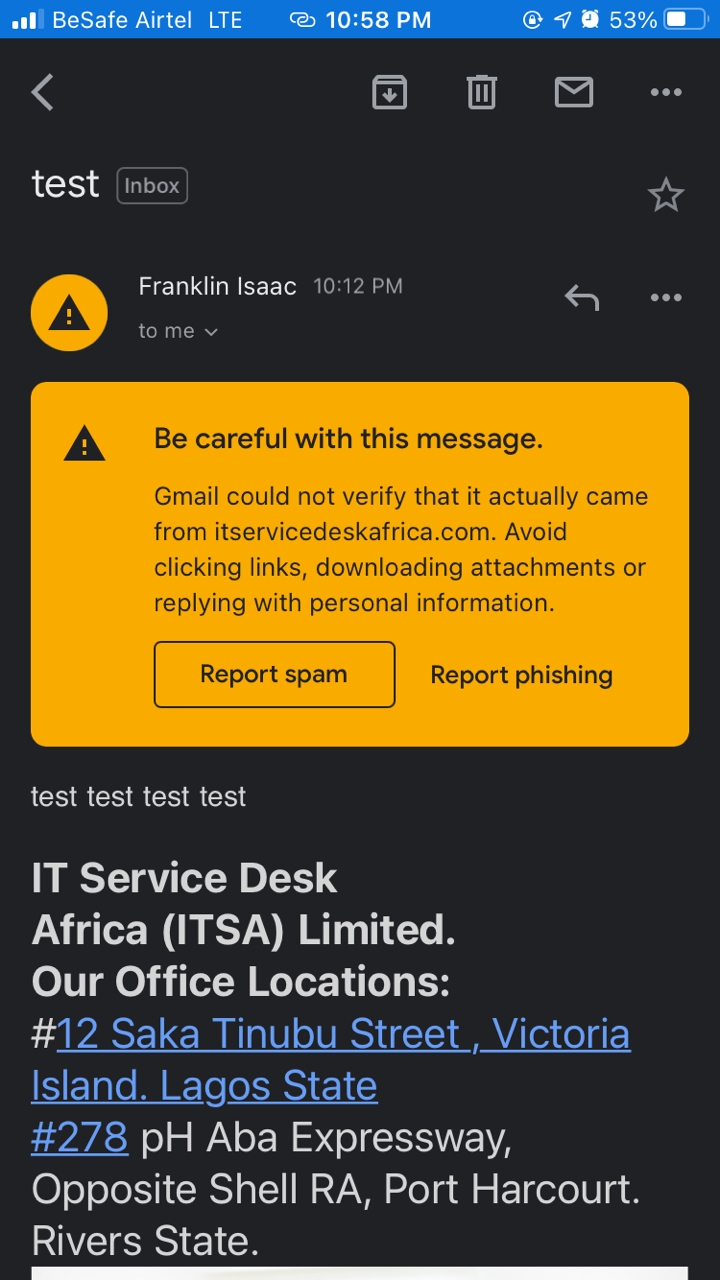 BeSafe Airtel LTE 10:58 PM 53%
test Inbox
Franklin Isaac 10:12 PM
to me
Be careful with this message.
Gmail could not verify that it actually came
from itservicedeskafrica.com. Avoid
clicking links, downloading attachments or
replying with personal information.
Report spam Report phishing
test test test test
IT Service Desk
Africa (ITSA) Limited.
Our Office Locations:
#12 Saka Tinubu Street , Victoria
Island. Lagos State
#278 pH Aba Expressway,
Opposite Shell RA, Port Harcourt.
Rivers State.